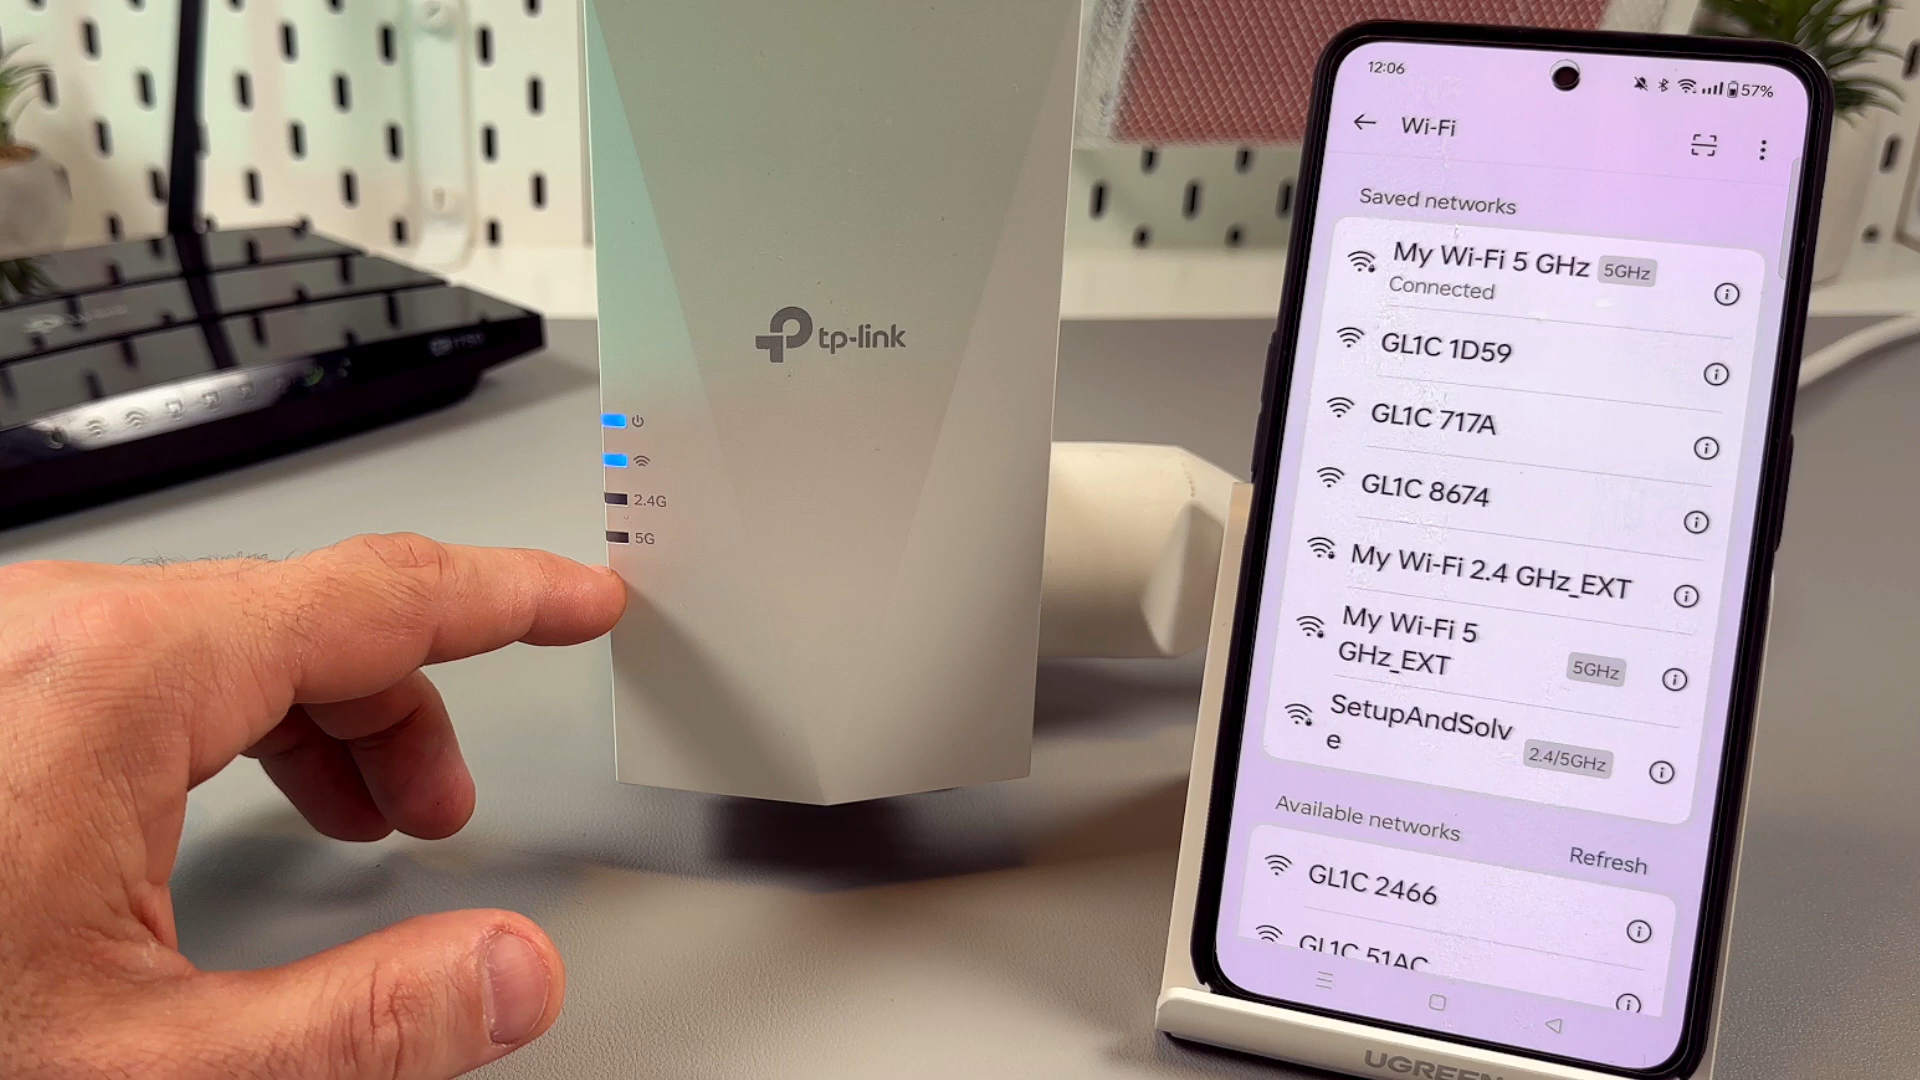 tp-link
2.4G
5G
12:06
57%
Wi-Fi
Saved networks
My Wi-Fi 5 GHz 5GHz
Connected
GL1C 1D59
GL1C 717A
GL1C 8674
My Wi-Fi 2.4 GHz_EXT
My Wi-Fi 5
GHz_EXT 5GHz
SetupAndSolv
e 2.4/5GHz
Available networks
Refresh
GL1C 2466
GL1C 51AC
UGREEN